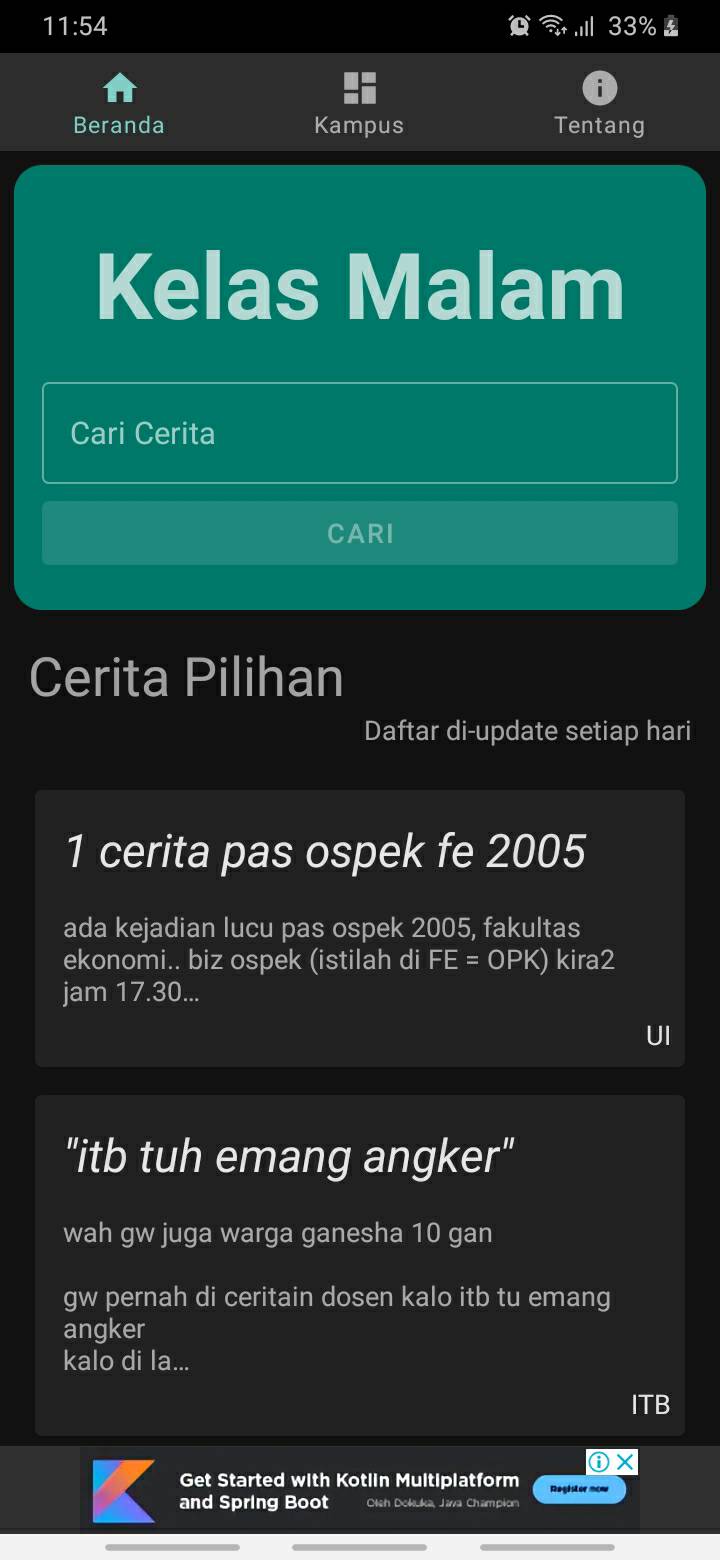 11:54
33%
Beranda
Kampus
Tentang
Kelas Malam
Cari Cerita
CARI
Cerita Pilihan
Daftar di-update setiap hari
1 cerita pas ospek fe 2005
ada kejadian lucu pas ospek 2005, fakultas
ekonomi.. biz ospek (istilah di FE = OPK) kira2
jam 17.30...
UI
"itb tuh emang angker"
wah gw juga warga ganesha 10 gan
gw pernah di ceritain dosen kalo itb tu emang
angker
kalo di la...
ITB
Get Started with Kotlin Multiplatform
and Spring Boot
Oleh Dokuka, Java Champion
Register now